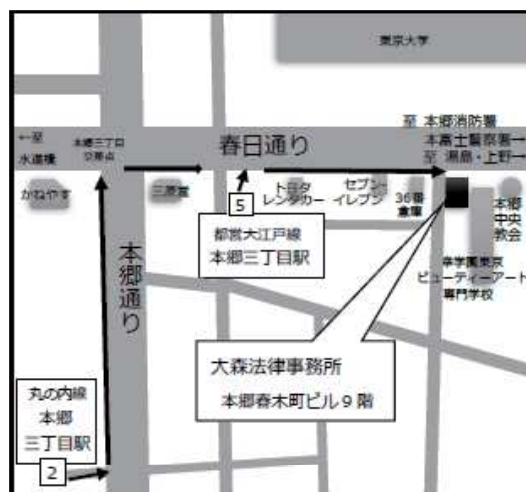 東京大学
至 本郷消防署
本富士警察署→
至 湯島・上野→
←至
水道橋
本郷三丁目
交差点
春日通り
かねやす
三原堂
5
トヨタ
レンタカー
セブン-
イレブン
36番
倉庫
本郷
中央
教会
都営大江戸線
本郷三丁目駅
本郷通り
専門学校
ビューティーアート
大森法律事務所
本郷春木町ビル9階
丸の内線
本郷
三丁目駅
2